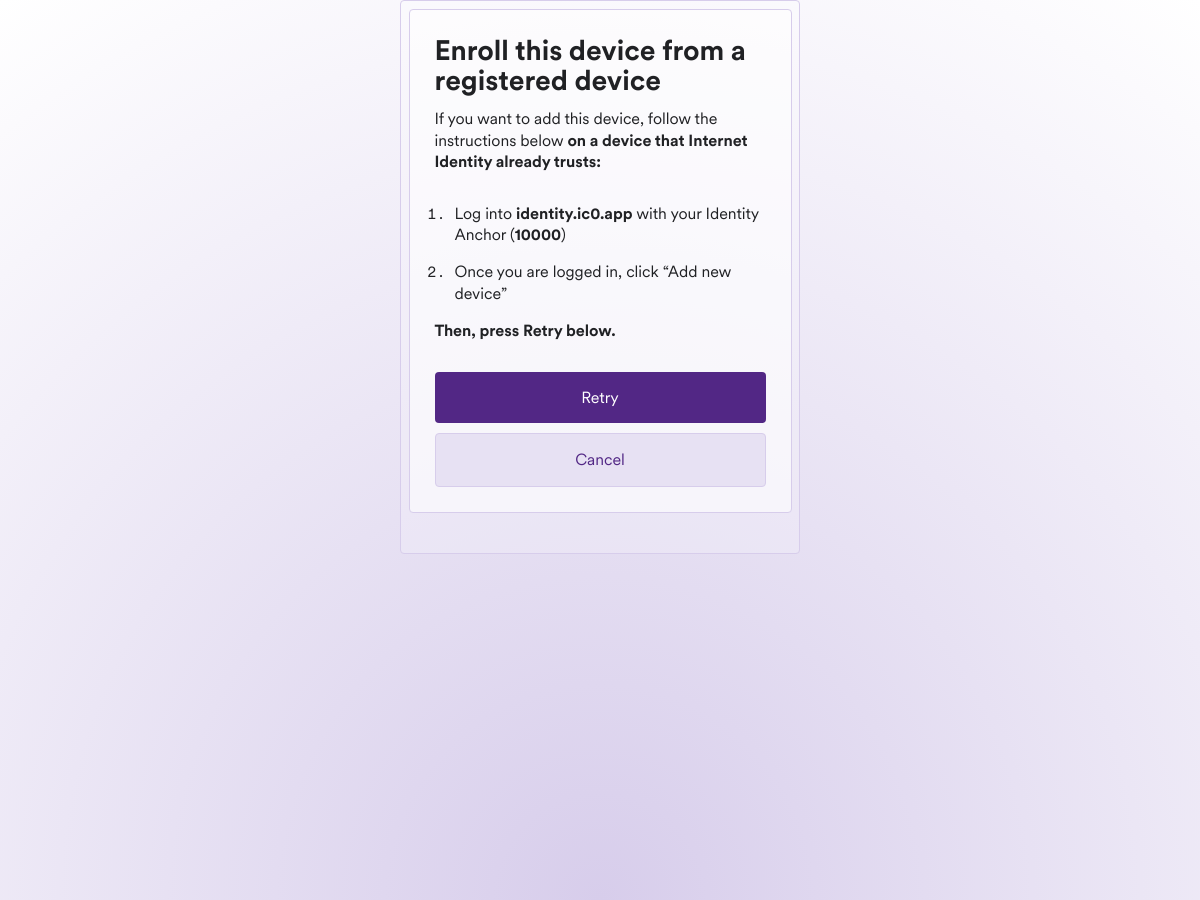 Enroll this device from a
registered device
If you want to add this device, follow the
instructions below on a device that Internet
Identity already trusts:
1. Log into identity.ic0.app with your Identity
Anchor (10000)
2. Once you are logged in, click “Add new
device”
Then, press Retry below.
Retry
Cancel